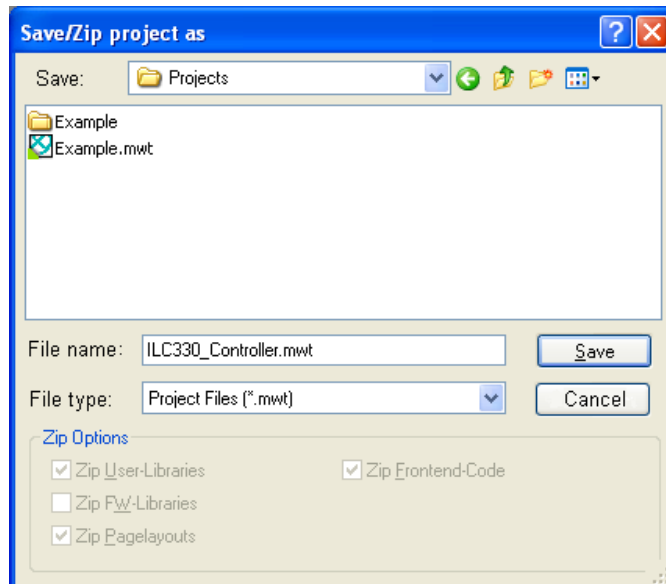 Save/Zip project as
Save: Projects
Example
Example.mwt
File name: ILC330_Controller.mwt Save
File type: Project Files (*.mwt) Cancel
Zip Options
Zip User-Libraries Zip Frontend-Code
Zip FW-Libraries
Zip Pagelayouts